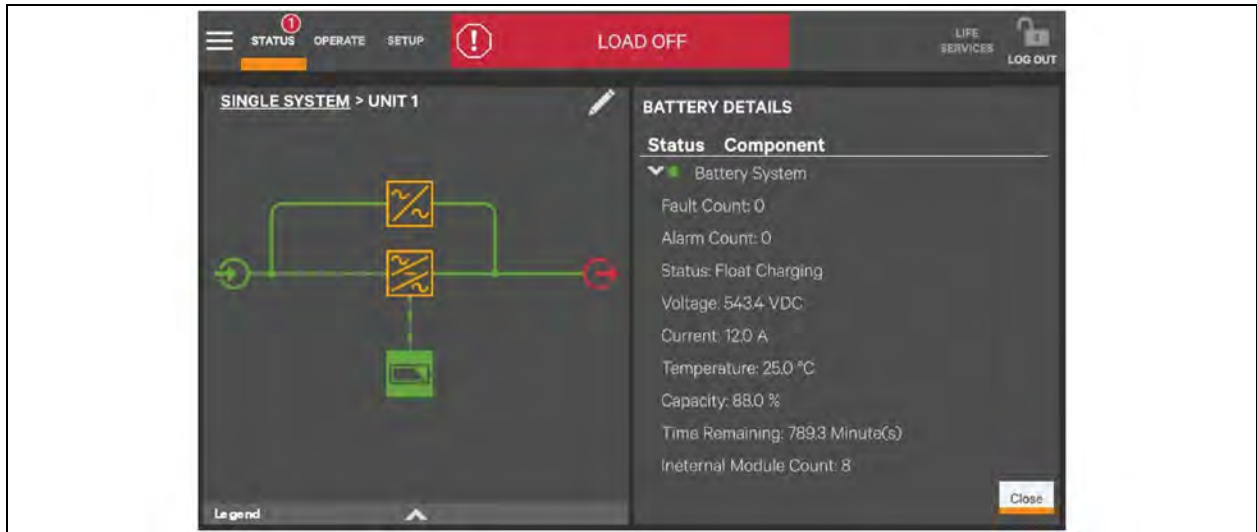 1
STATUS OPERATE SETUP
! LOAD OFF
LIFE
SERVICES
LOG OUT
SINGLE SYSTEM > UNIT 1
BATTERY DETAILS
Status Component
Battery System
Fault Count: 0
Alarm Count: 0
Status: Float Charging
Voltage: 543.4 VDC
Current: 12.0 A
Temperature: 25.0 °C
Capacity: 88.0 %
Time Remaining: 789.3 Minute(s)
Ineternal Module Count: 8
Close
Legend